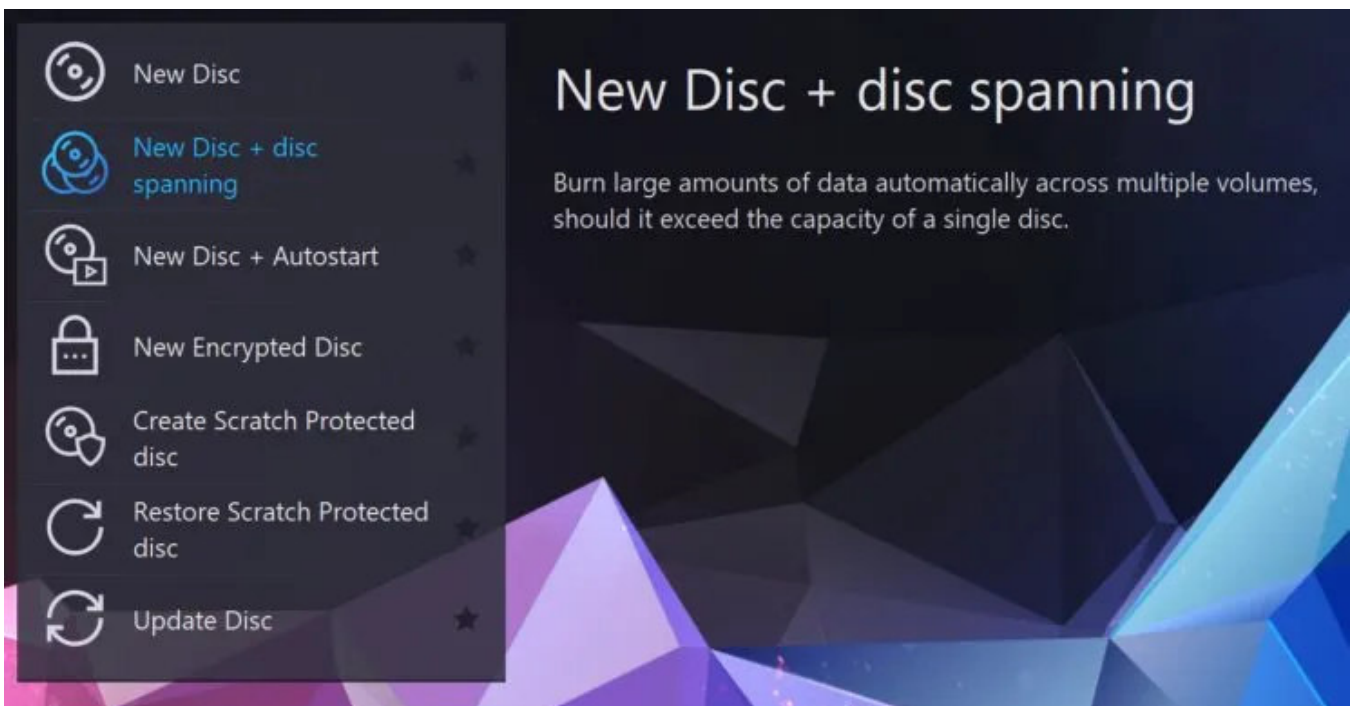 New Disc
New Disc + disc
spanning
New Disc + Autostart
New Encrypted Disc
Create Scratch Protected
disc
Restore Scratch Protected
disc
Update Disc
New Disc + disc spanning
Burn large amounts of data automatically across multiple volumes,
should it exceed the capacity of a single disc.